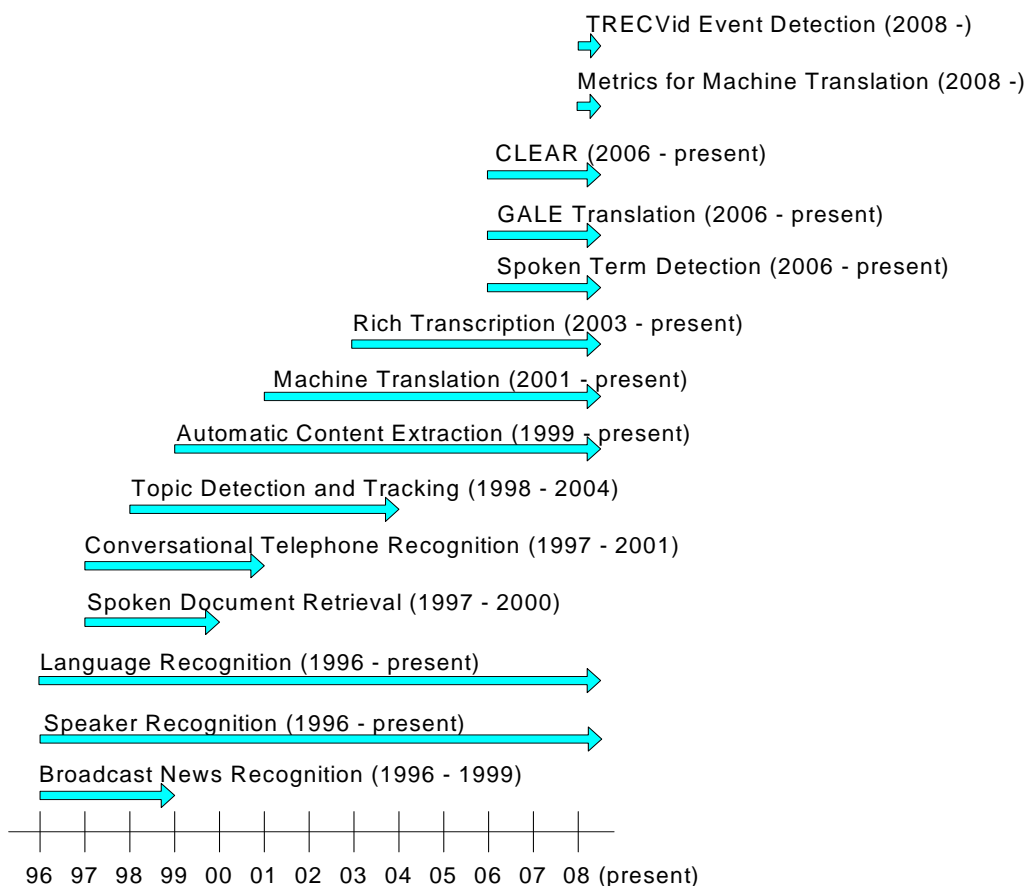 TRECVid Event Detection (2008 -)
Metrics for Machine Translation (2008 -)
CLEAR (2006 - present)
GALE Translation (2006 - present)
Spoken Term Detection (2006 - present)
Rich Transcription (2003 - present)
Machine Translation (2001 - present)
Automatic Content Extraction (1999 - present)
Topic Detection and Tracking (1998 - 2004)
Conversational Telephone Recognition (1997 - 2001)
Spoken Document Retrieval (1997 - 2000)
Language Recognition (1996 - present)
Speaker Recognition (1996 - present)
Broadcast News Recognition (1996 - 1999)
96 97 98 99 00 01 02 03 04 05 06 07 08 (present)